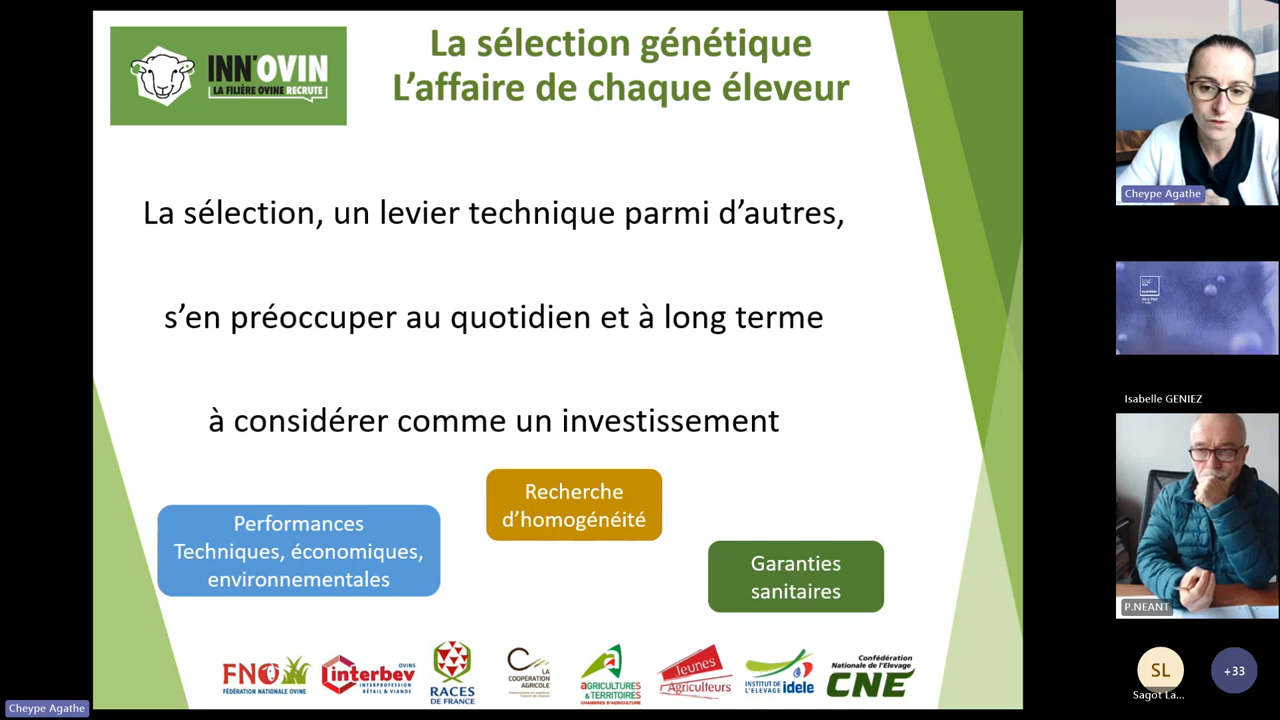 INN'OVIN
LA FILIÈRE OVINE RECRUTE
La sélection génétique
L'affaire de chaque éleveur
La sélection, un levier technique parmi d'autres,
s'en préoccuper au quotidien et à long terme
à considérer comme un investissement
Performances
Techniques, économiques,
environnementales
Recherche
d'homogénéité
Garanties
sanitaires
FNO
FÉDÉRATION NATIONALE OVINE
interbev
OVINS
INTERPROFESSION
BÉTAIL & VIANDE
RACES
DE FRANCE
LA
COOPÉRATION
AGRICOLE
AGRICULTURES
& TERRITOIRES
CHAMBRES D'AGRICULTURE
Jeunes
Agriculteurs
INSTITUT DE
L'ELEVAGE idele
Confédération
Nationale de l'Elevage
CNE
Cheype Agathe
Cheype Agathe
Isabelle GENIEZ
P.NEANT
SL
Sagot La...
+33